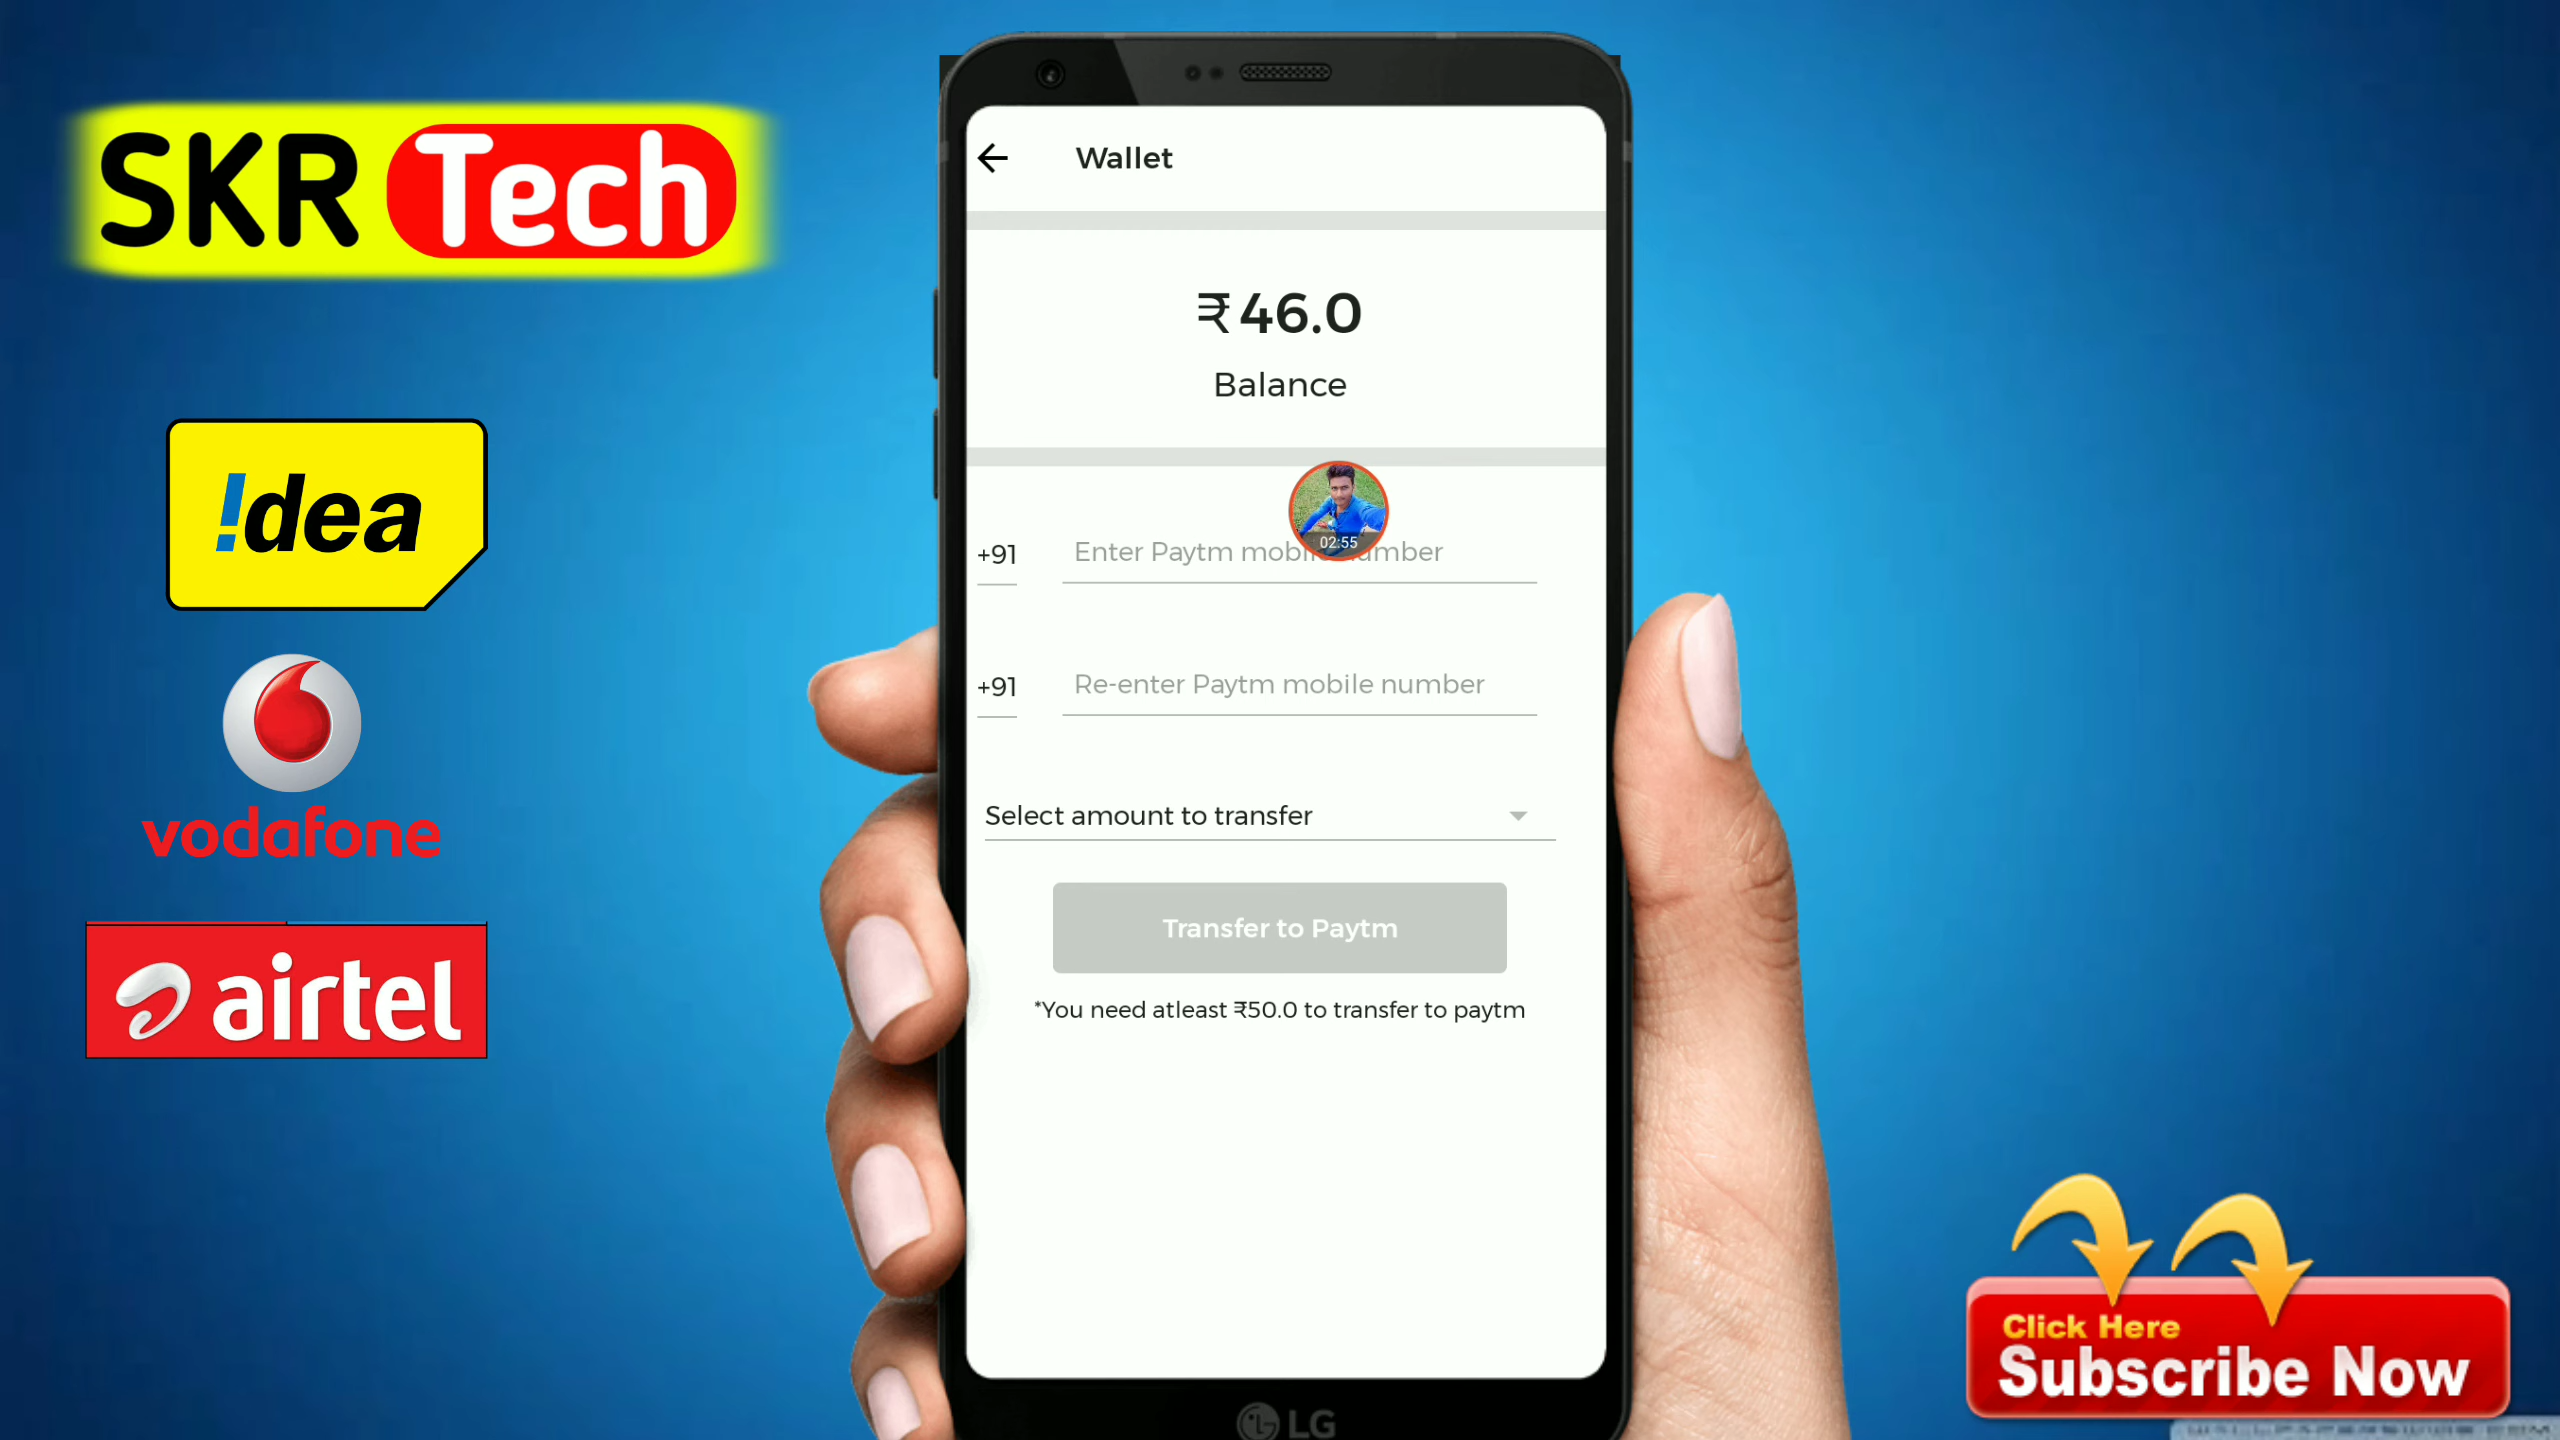 SKR Tech
!dea
vodafone
airtel
Wallet
₹46.0
Balance
02:55
+91 Enter Paytm mobile number
+91 Re-enter Paytm mobile number
Select amount to transfer
Transfer to Paytm
*You need atleast ₹50.0 to transfer to paytm
LG
Click Here
Subscribe Now